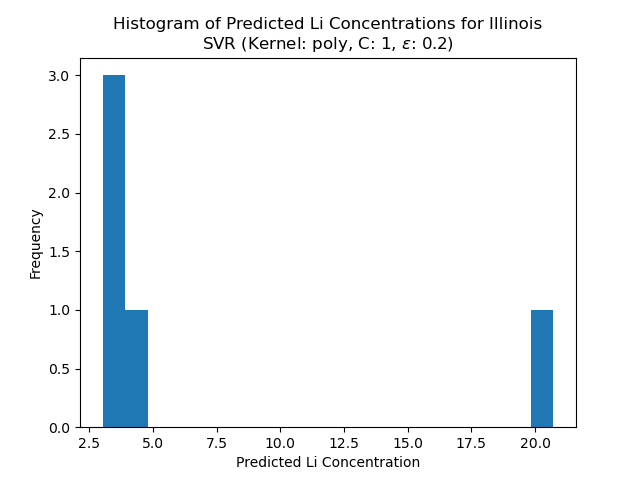 Histogram of Predicted Li Concentrations for Illinois
SVR (Kernel: poly, C: 1, ε: 0.2)
3.0
2.5
2.0
1.5
1.0
0.5
0.0
Frequency
2.5 5.0 7.5 10.0 12.5 15.0 17.5 20.0
Predicted Li Concentration